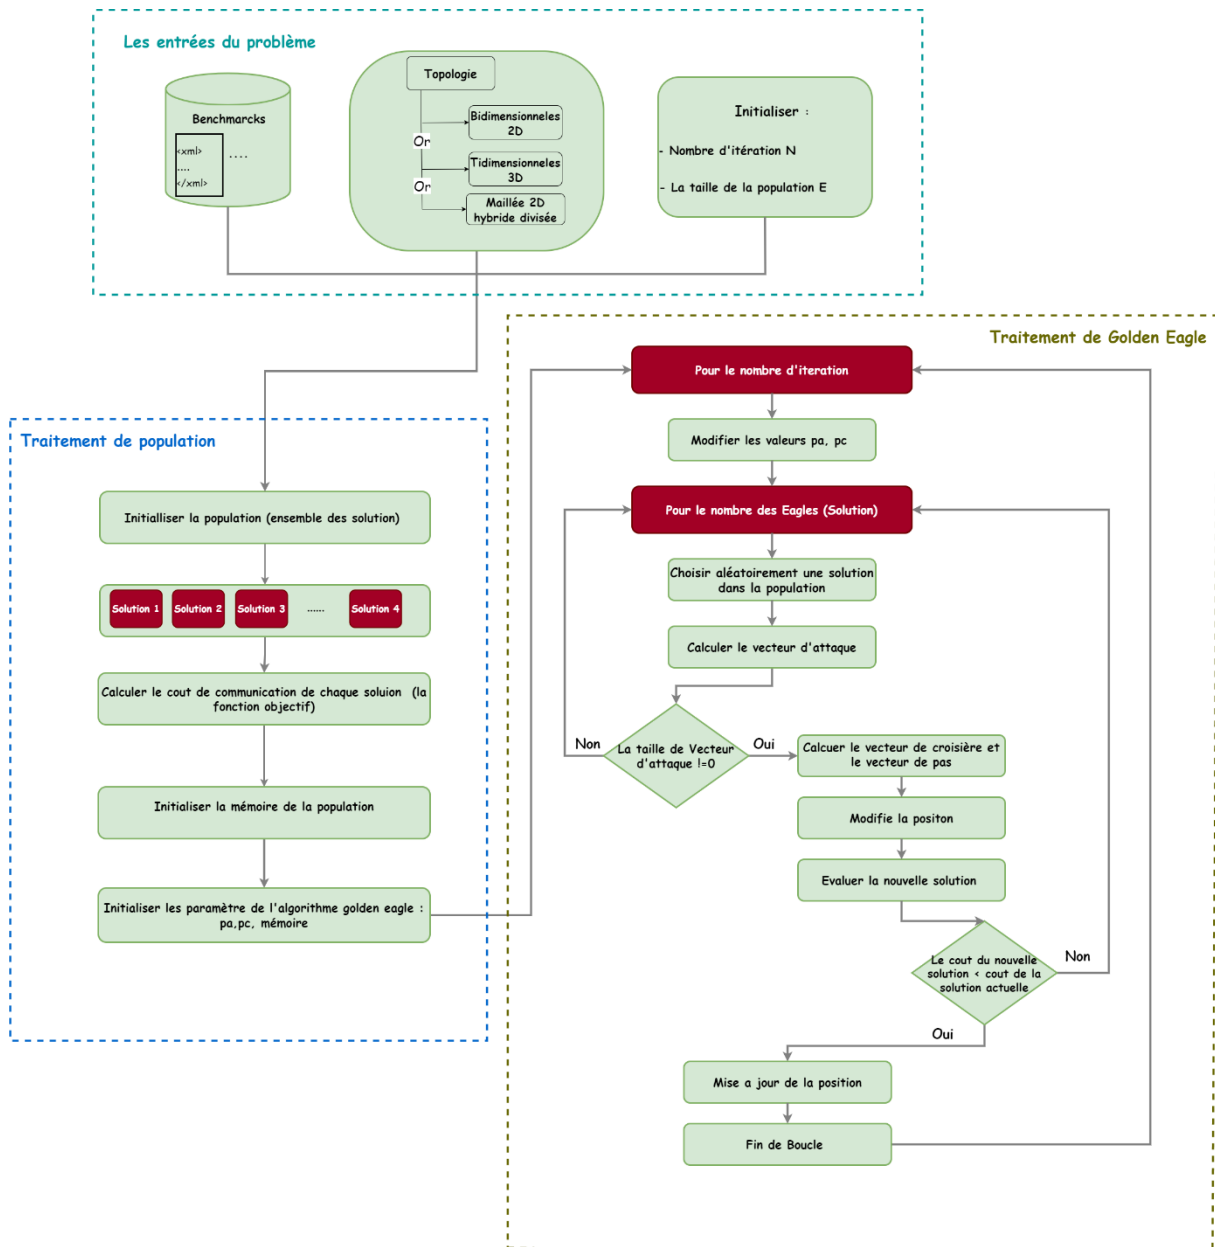 Les entrées du problème
Benchmarcks
<xml>
....
</xml>
....
Topologie
Or
Bidimensionneles
2D
Or
Tidimensionneles
3D
Maillée 2D
hybride divisée
Initialiser :
- Nombre d'itération N
- La taille de la population E
Traitement de population
Initialliser la population (ensemble des solution)
Solution 1
Solution 2
Solution 3
......
Solution 4
Calculer le cout de communication de chaque soluion (la
fonction objectif)
Initialiser la mémoire de la population
Initialiser les paramètre de l'algorithme golden eagle :
pa,pc, mémoire
Traitement de Golden Eagle
Pour le nombre d'iteration
Modifier les valeurs pa, pc
Pour le nombre des Eagles (Solution)
Choisir aléatoirement une solution
dans la population
Calculer le vecteur d'attaque
La taille de Vecteur
d'attaque !=0
Non
Oui
Calcuer le vecteur de croisière et
le vecteur de pas
Modifie la positon
Evaluer la nouvelle solution
Le cout du nouvelle
solution < cout de la
solution actuelle
Non
Oui
Mise a jour de la position
Fin de Boucle